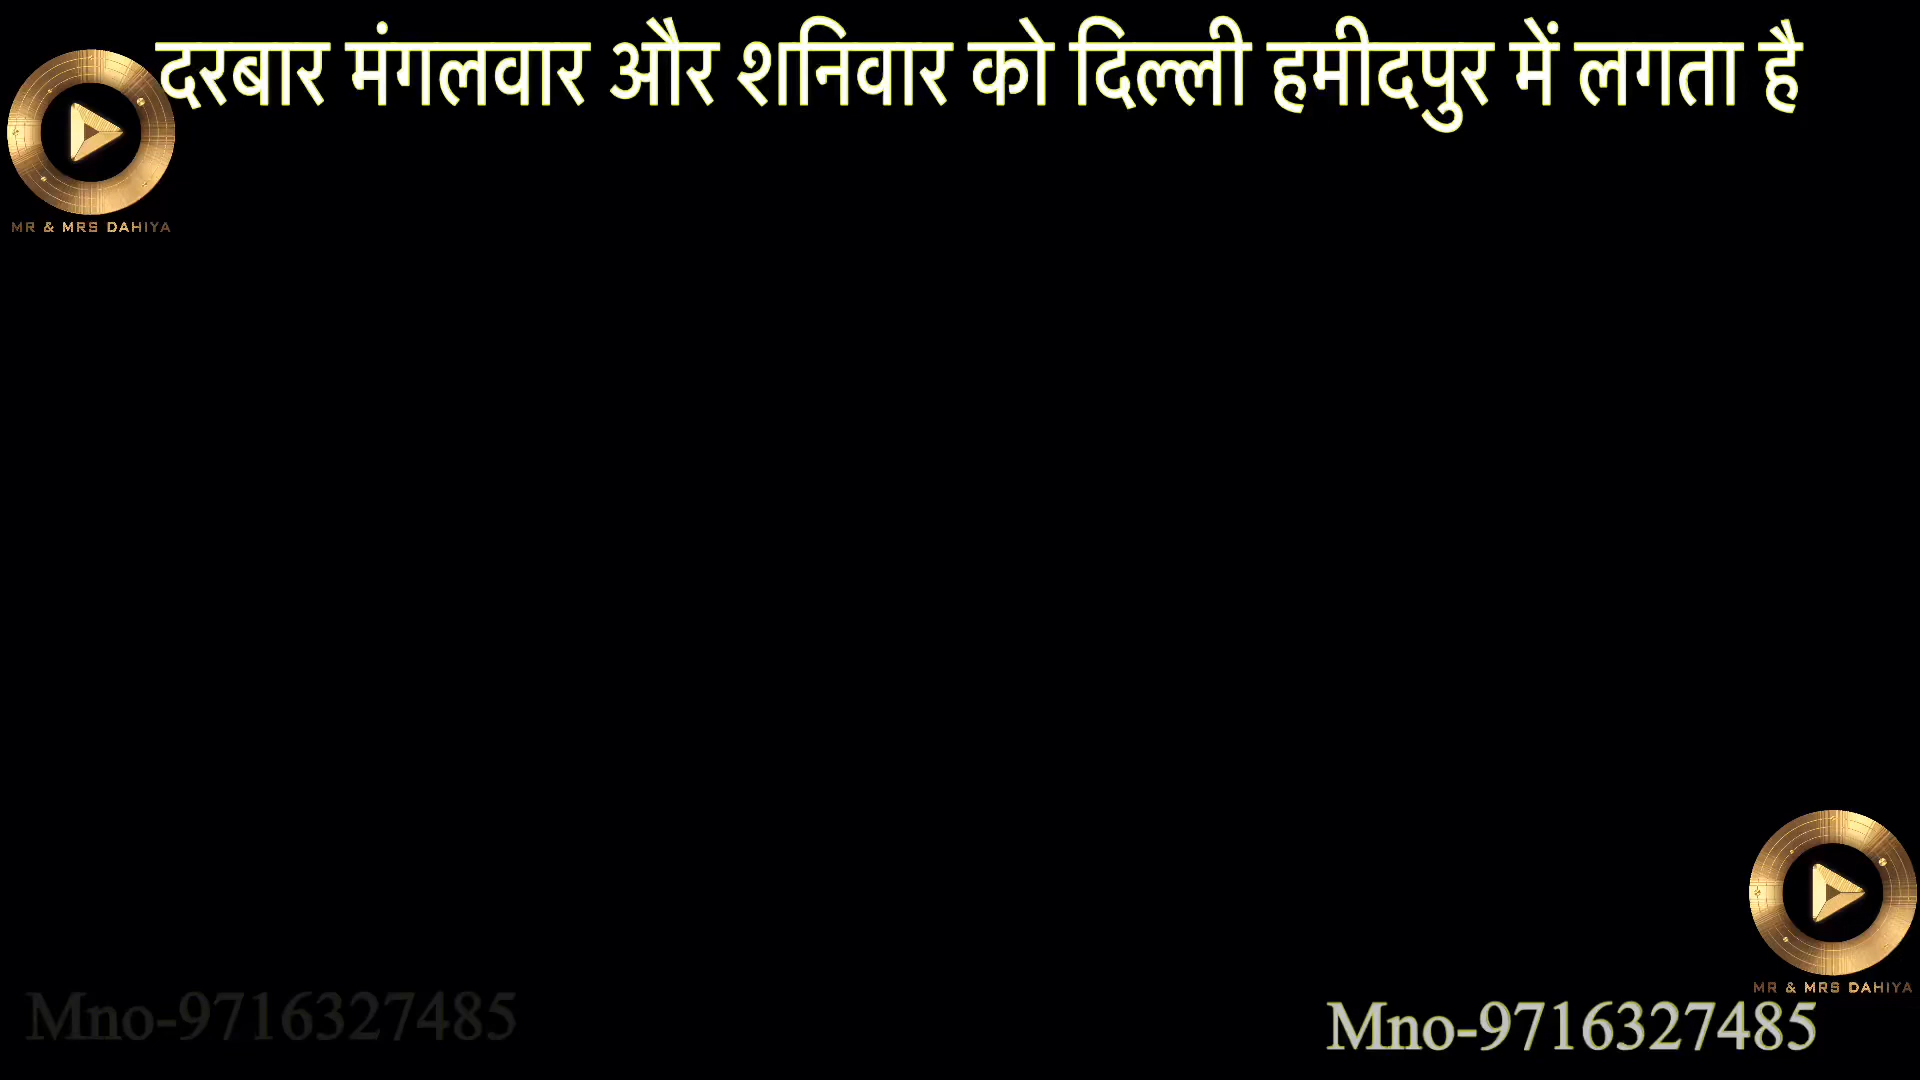 दरबार मंगलवार और शनिवार को दिल्ली हमीदपुर में लगता है
MR & MRS DAHIYA
MR & MRS DAHIYA
Mno-9716327485
Mno-9716327485